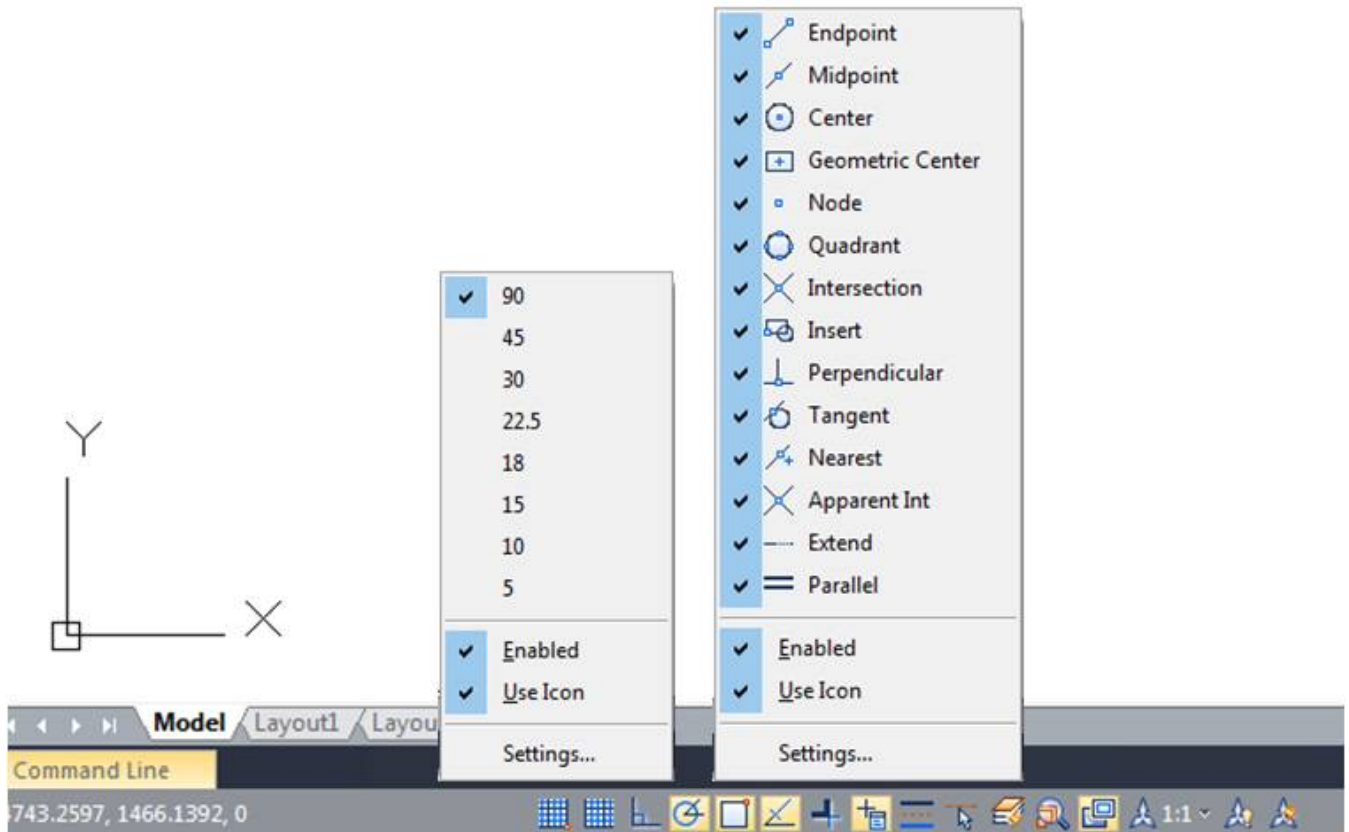 Endpoint
Midpoint
Center
Geometric Center
Node
Quadrant
Intersection
Insert
Perpendicular
Tangent
Nearest
Apparent Int
Extend
Parallel
Enabled
Use Icon
Settings...
90
45
30
22.5
18
15
10
5
Enabled
Use Icon
Settings...
Y
X
Model Layout1 Layou
Command Line
743.2597, 1466.1392, 0
1:1